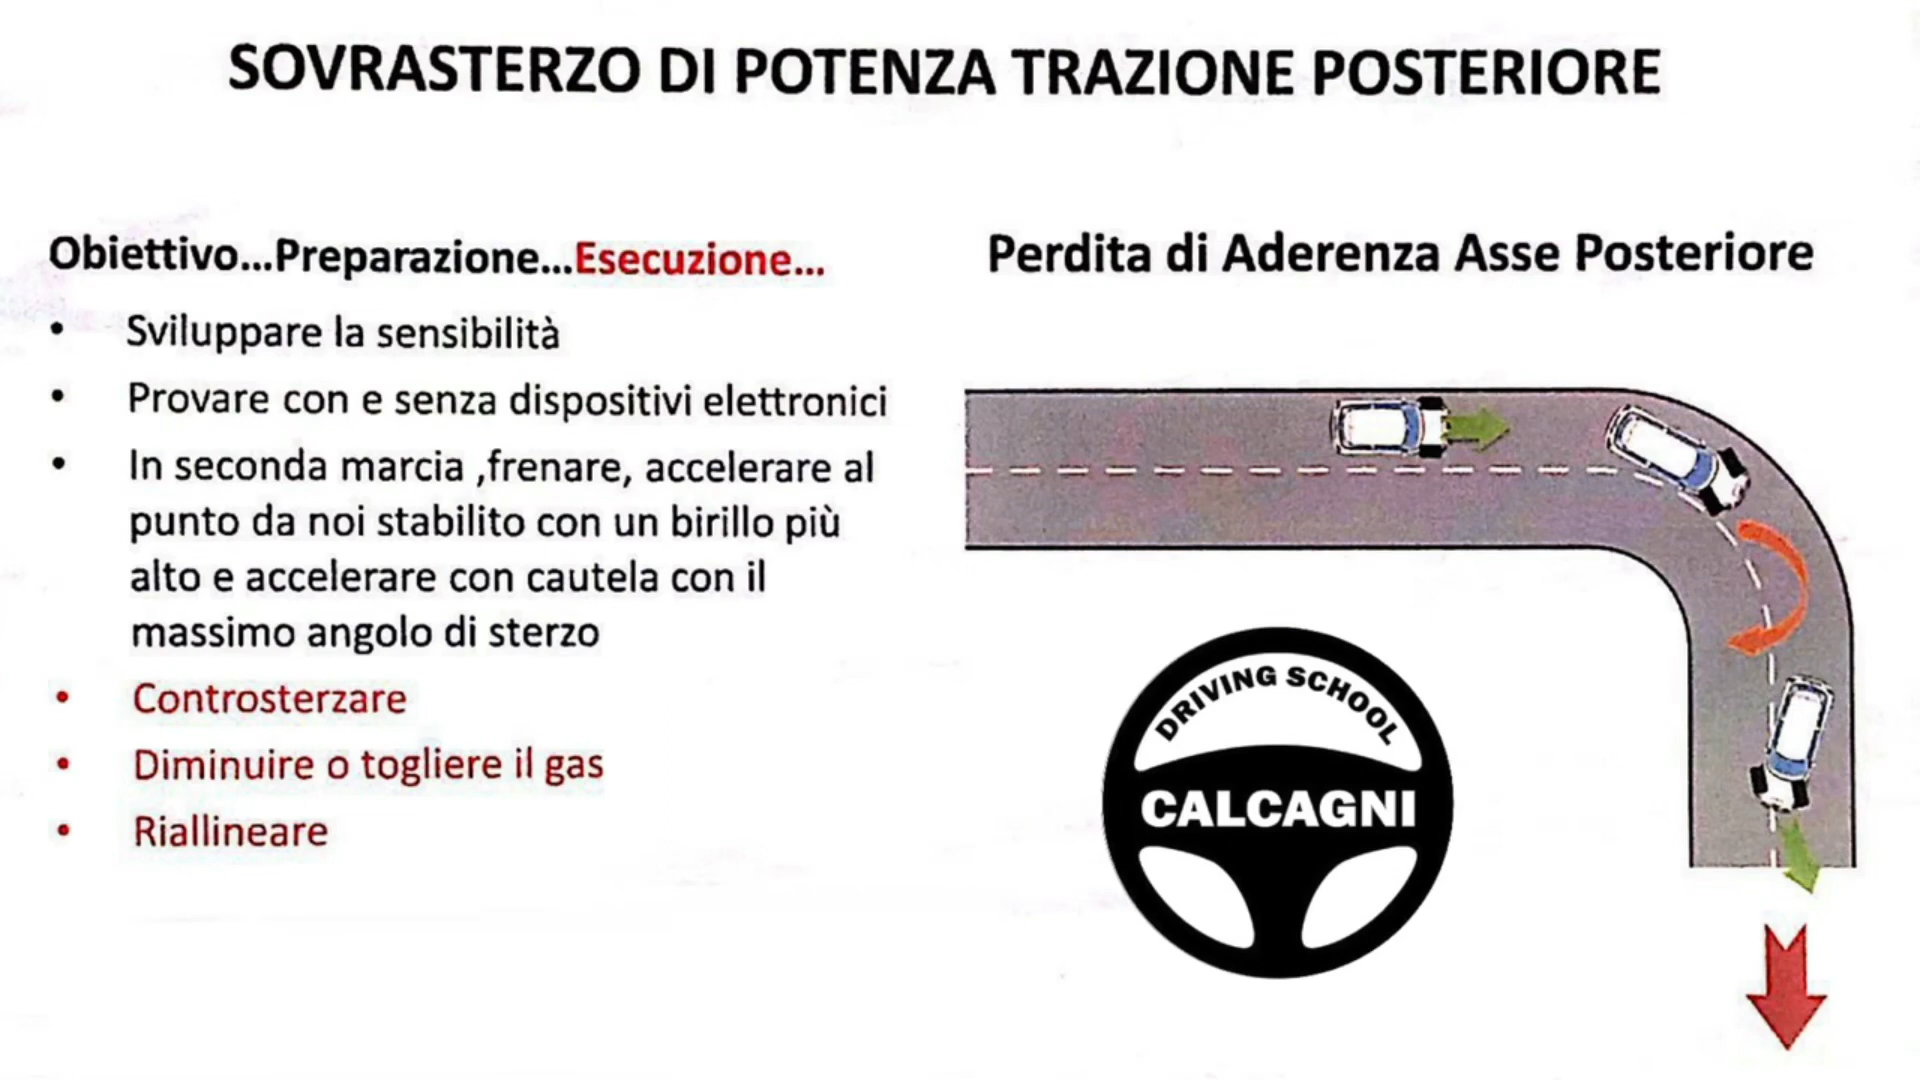 SOVRASTERZO DI POTENZA TRAZIONE POSTERIORE
Obiettivo...Preparazione...Esecuzione...
• Sviluppare la sensibilità
• Provare con e senza dispositivi elettronici
• In seconda marcia ,frenare, accelerare al
punto da noi stabilito con un birillo più
alto e accelerare con cautela con il
massimo angolo di sterzo
• Controsterzare
• Diminuire o togliere il gas
• Riallineare
Perdita di Aderenza Asse Posteriore
DRIVING SCHOOL
CALCAGNI